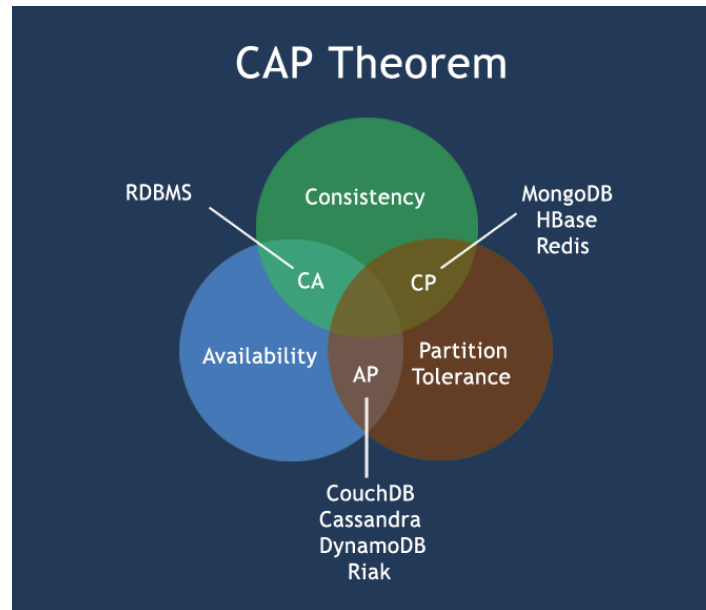 CAP Theorem
RDBMS
Consistency
MongoDB
HBase
Redis
CA
CP
Availability
Partition
Tolerance
AP
CouchDB
Cassandra
DynamoDB
Riak